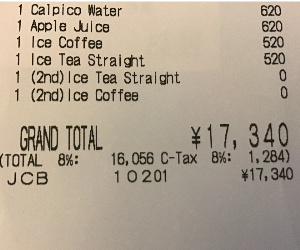 1 Calpico Water 620
1 Apple Juice 620
1 Ice Coffee 520
1 Ice Tea Straight 520
1 (2nd)Ice Tea Straight 0
1 (2nd)Ice Coffee 0
GRAND TOTAL ¥17,340
(TOTAL 8%: 16,056 C-Tax 8%: 1,284)
JCB 10201 ¥17,340